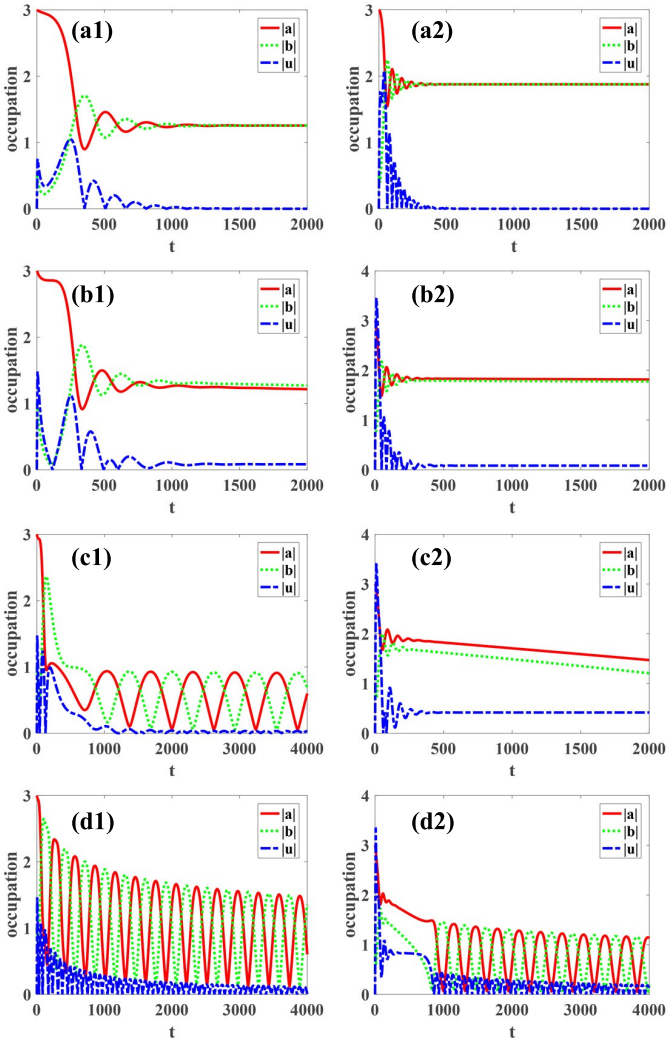 (a1)
|a|
|b|
|u|
occupation
3
2
1
0
0 500 1000 1500 2000
t
(a2)
|a|
|b|
|u|
occupation
3
2
1
0
0 500 1000 1500 2000
t
(b1)
|a|
|b|
|u|
occupation
3
2
1
0
0 500 1000 1500 2000
t
(b2)
|a|
|b|
|u|
occupation
4
3
2
1
0
0 500 1000 1500 2000
t
(c1)
|a|
|b|
|u|
occupation
3
2
1
0
0 1000 2000 3000 4000
t
(c2)
|a|
|b|
|u|
occupation
4
3
2
1
0
0 500 1000 1500 2000
t
(d1)
|a|
|b|
|u|
occupation
3
2
1
0
0 1000 2000 3000 4000
t
(d2)
|a|
|b|
|u|
occupation
4
3
2
1
0
0 1000 2000 3000 4000
t